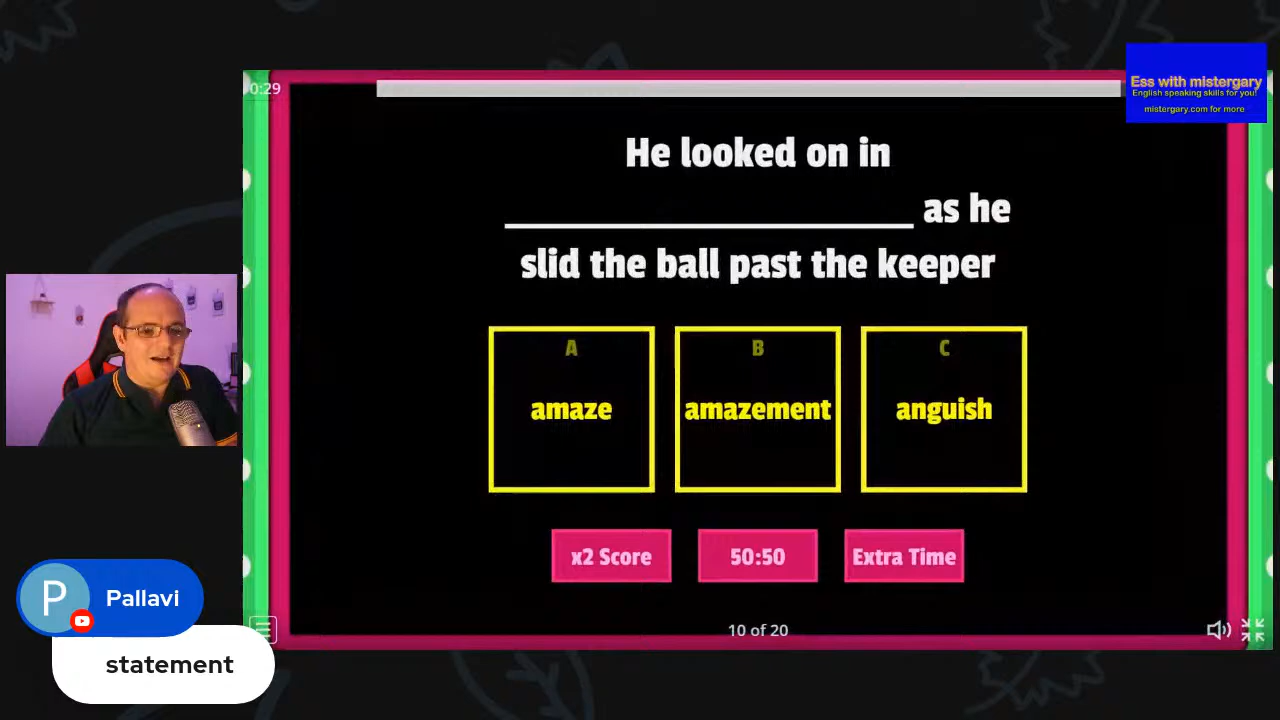 0:29
Ess with mistergary
English speaking skills for you!
mistergary.com for more
He looked on in
____________________ as he
slid the ball past the keeper
A
B
C
amaze
amazement
anguish
x2 Score
50:50
Extra Time
10 of 20
P
Pallavi
statement